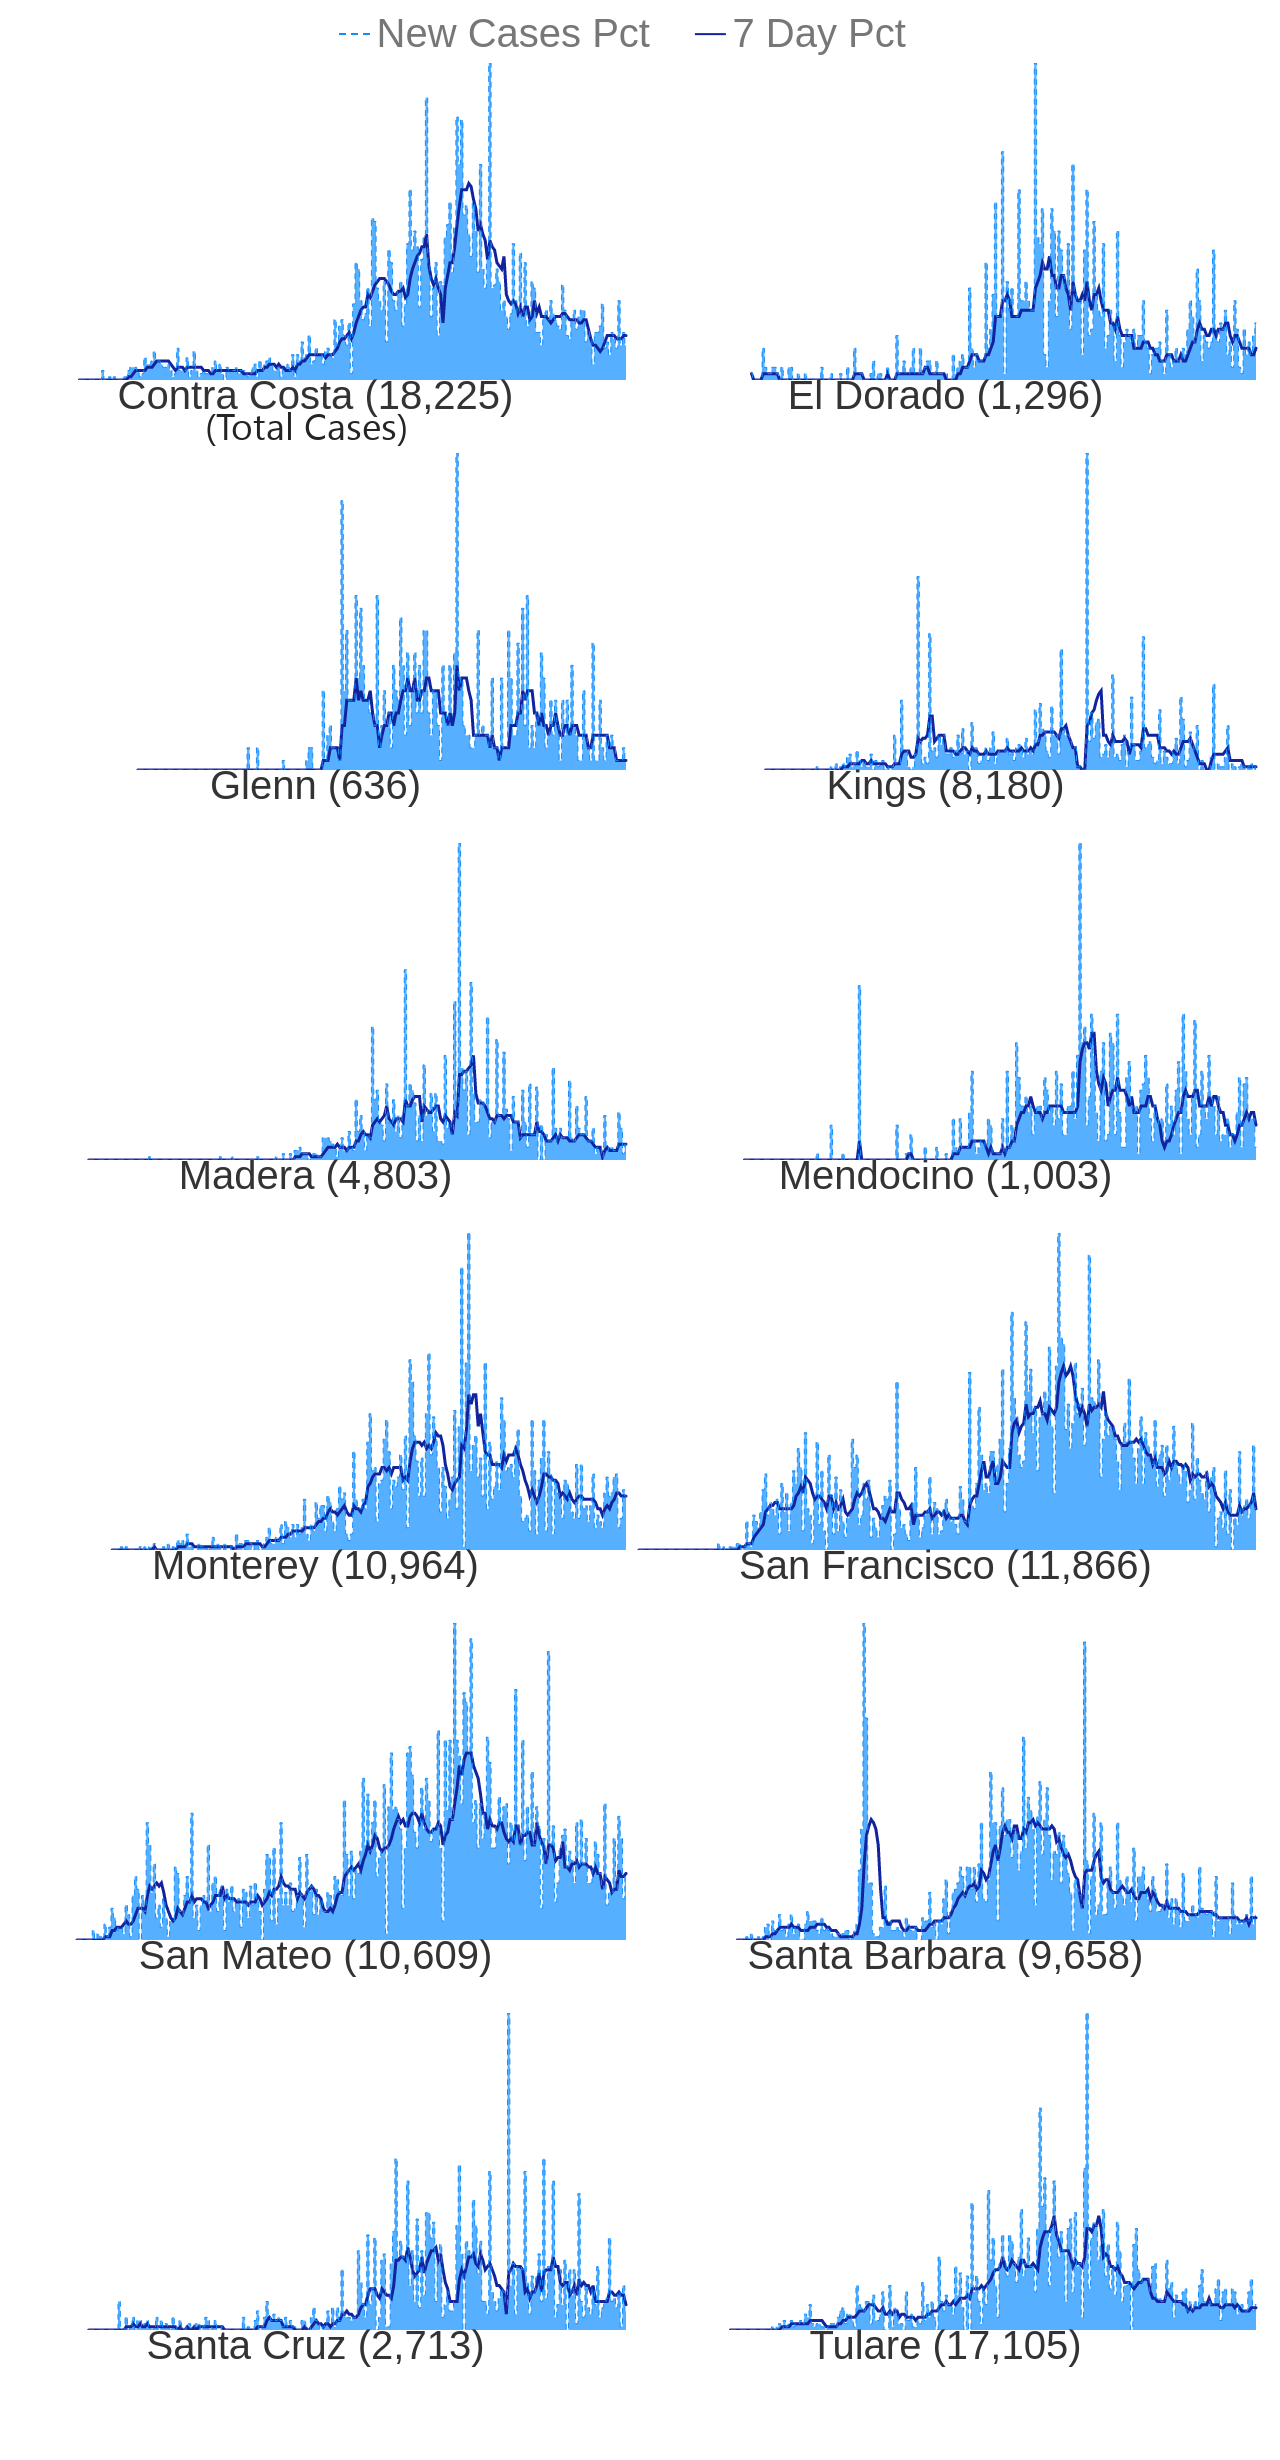 New Cases Pct 7 Day Pct
Contra Costa (18,225) El Dorado (1,296)
(Total Cases)
Glenn (636) Kings (8,180)
Madera (4,803) Mendocino (1,003)
Monterey (10,964) San Francisco (11,866)
San Mateo (10,609) Santa Barbara (9,658)
Santa Cruz (2,713) Tulare (17,105)